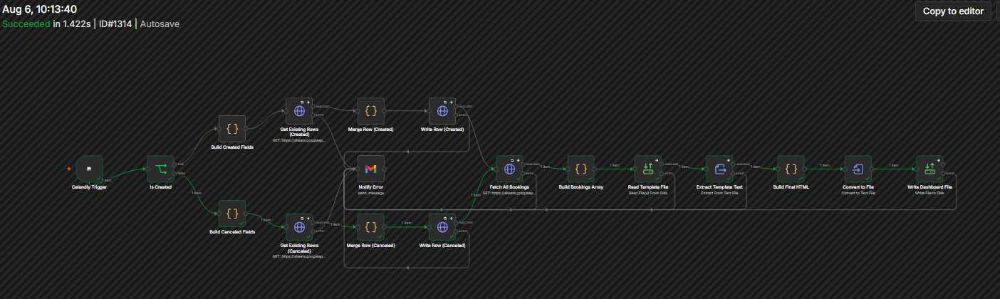 Aug 6, 10:13:40
Succeeded in 1.422s | ID#1314 | Autosave
Copy to editor
Calendly Trigger
1 item
Is Created
true
false
1 item
Build Created Fields
Build Canceled Fields
1 item
Get Existing Rows
(Created)
GET: https://sheets.googleap...
Success
Error
Merge Row (Created)
Write Row (Created)
Success
Error
Notify Error
send: message
Get Existing Rows
(Canceled)
GET: https://sheets.googleap...
Success
Error
1 item
Merge Row (Canceled)
1 item
Write Row (Canceled)
Success
Error
1 item
Fetch All Bookings
GET: https://sheets.googleap...
Success
Error
1 item
Build Bookings Array
1 item
Read Template File
Read File(s) From Disk
Success
Error
1 item
Extract Template Text
Extract From Text File
Success
Error
1 item
Build Final HTML
1 item
Convert to File
Convert to Text File
1 item
Write Dashboard File
Write File to Disk
Success
Error